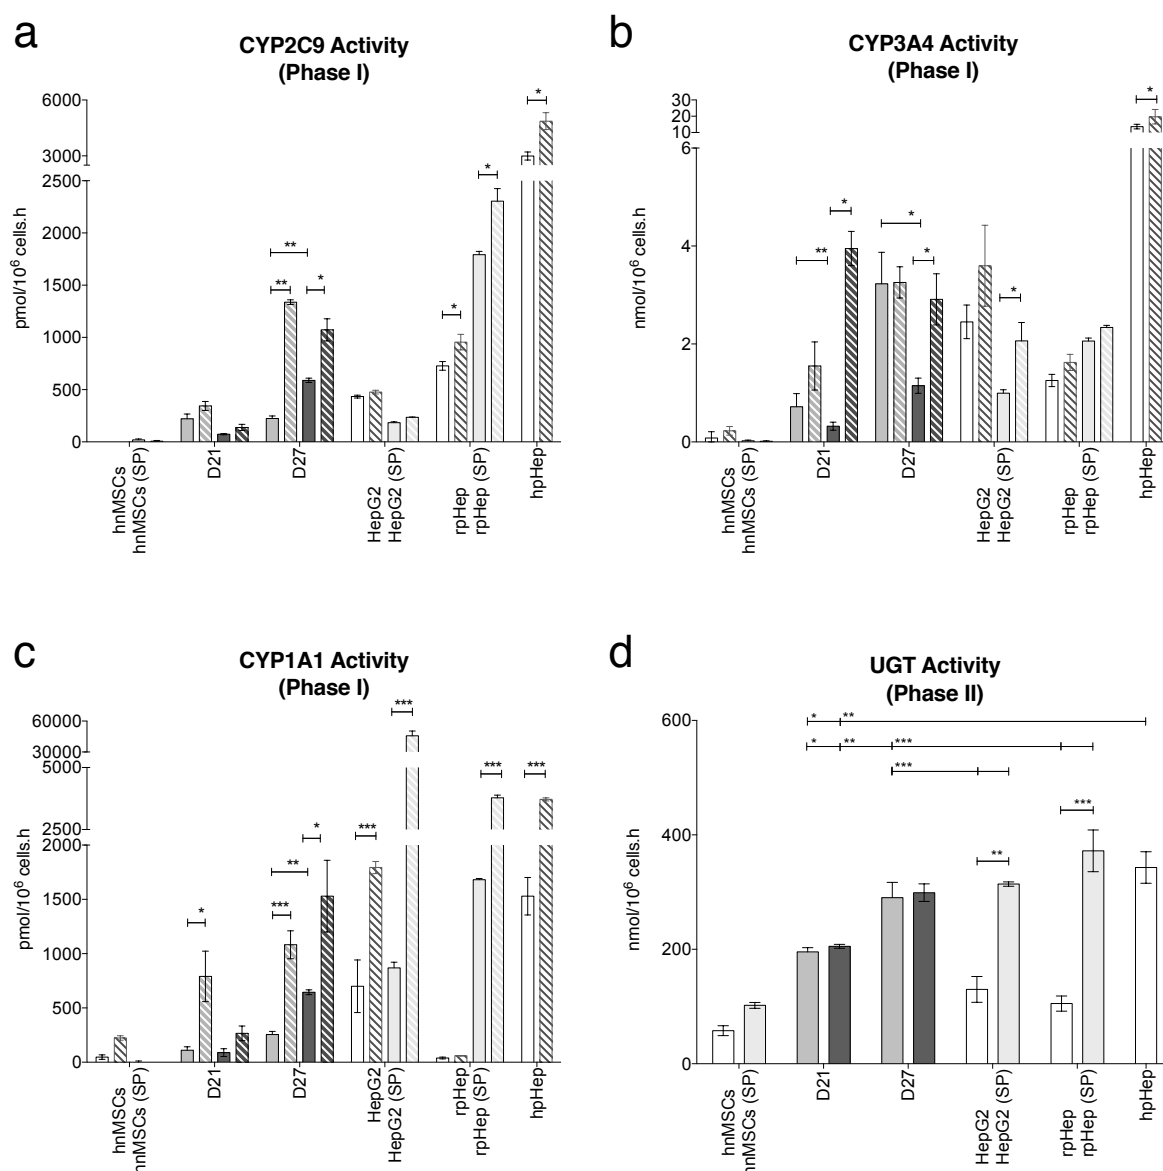 a
CYP2C9 Activity
(Phase I)
pmol/10⁶ cells.h
6000
3000
2500
2000
1500
1000
500
0
*
**
**
*
*
*
*
hnMSCs
hnMSCs (SP)
D21
D27
HepG2
HepG2 (SP)
rpHep
rpHep (SP)
hpHep
b
CYP3A4 Activity
(Phase I)
nmol/10⁶ cells.h
30
20
10
6
4
2
0
**
*
*
*
*
*
hnMSCs
hnMSCs (SP)
D21
D27
HepG2
HepG2 (SP)
rpHep
rpHep (SP)
hpHep
c
CYP1A1 Activity
(Phase I)
pmol/10⁶ cells.h
60000
30000
5000
2500
2000
1500
1000
500
0
*
**
***
*
***
***
***
***
hnMSCs
hnMSCs (SP)
D21
D27
HepG2
HepG2 (SP)
rpHep
rpHep (SP)
hpHep
d
UGT Activity
(Phase II)
nmol/10⁶ cells.h
600
400
200
0
* **
* ** ***
***
**
***
hnMSCs
hnMSCs (SP)
D21
D27
HepG2
HepG2 (SP)
rpHep
rpHep (SP)
hpHep